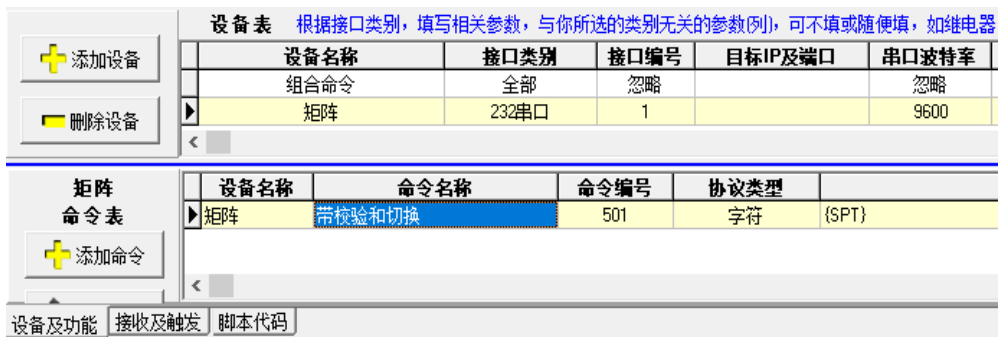 设备表 根据接口类别，填写相关参数，与你所选的类别无关的参数(列)，可不填或随便填，如继电器
添加设备
删除设备
设备名称 接口类别 接口编号 目标IP及端口 串口波特率
组合命令 全部 忽略 忽略
矩阵 232串口 1 9600
矩阵
命令表
添加命令
设备名称 命令名称 命令编号 协议类型
矩阵 带校验和切换 501 字符 {SPT}
设备及功能 接收及触发 脚本代码